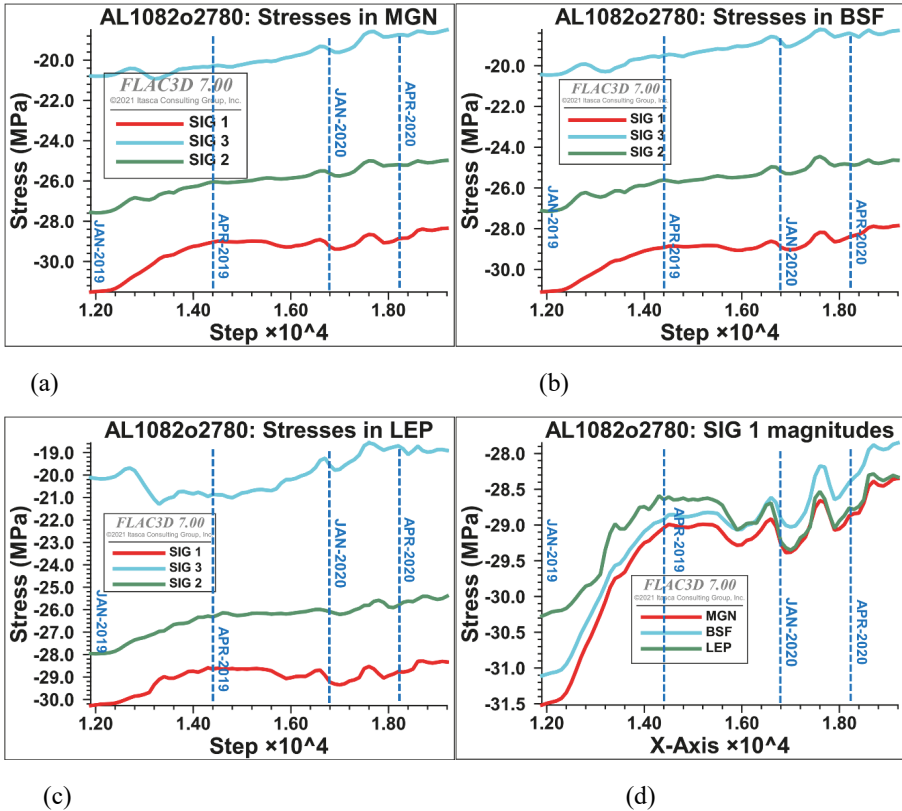 AL1082o2780: Stresses in MGN
Stress (MPa)
-20.0
-22.0
-24.0
-26.0
-28.0
-30.0
FLAC3D 7.00
©2021 Itasca Consulting Group, Inc.
SIG 1
SIG 3
SIG 2
JAN-2019
APR-2019
JAN-2020
APR-2020
1.20 1.40 1.60 1.80
Step ×10^4
(a)
AL1082o2780: Stresses in BSF
Stress (MPa)
-20.0
-22.0
-24.0
-26.0
-28.0
-30.0
FLAC3D 7.00
©2021 Itasca Consulting Group, Inc.
SIG 1
SIG 3
SIG 2
JAN-2019
APR-2019
JAN-2020
APR-2020
1.20 1.40 1.60 1.80
Step ×10^4
(b)
AL1082o2780: Stresses in LEP
Stress (MPa)
-19.0
-20.0
-21.0
-22.0
-23.0
-24.0
-25.0
-26.0
-27.0
-28.0
-29.0
-30.0
FLAC3D 7.00
©2021 Itasca Consulting Group, Inc.
SIG 1
SIG 3
SIG 2
JAN-2019
APR-2019
JAN-2020
APR-2020
1.20 1.40 1.60 1.80
Step ×10^4
(c)
AL1082o2780: SIG 1 magnitudes
Stress (MPa)
-28.0
-28.5
-29.0
-29.5
-30.0
-30.5
-31.0
-31.5
FLAC3D 7.00
©2021 Itasca Consulting Group, Inc.
MGN
BSF
LEP
JAN-2019
APR-2019
JAN-2020
APR-2020
1.20 1.40 1.60 1.80
X-Axis ×10^4
(d)